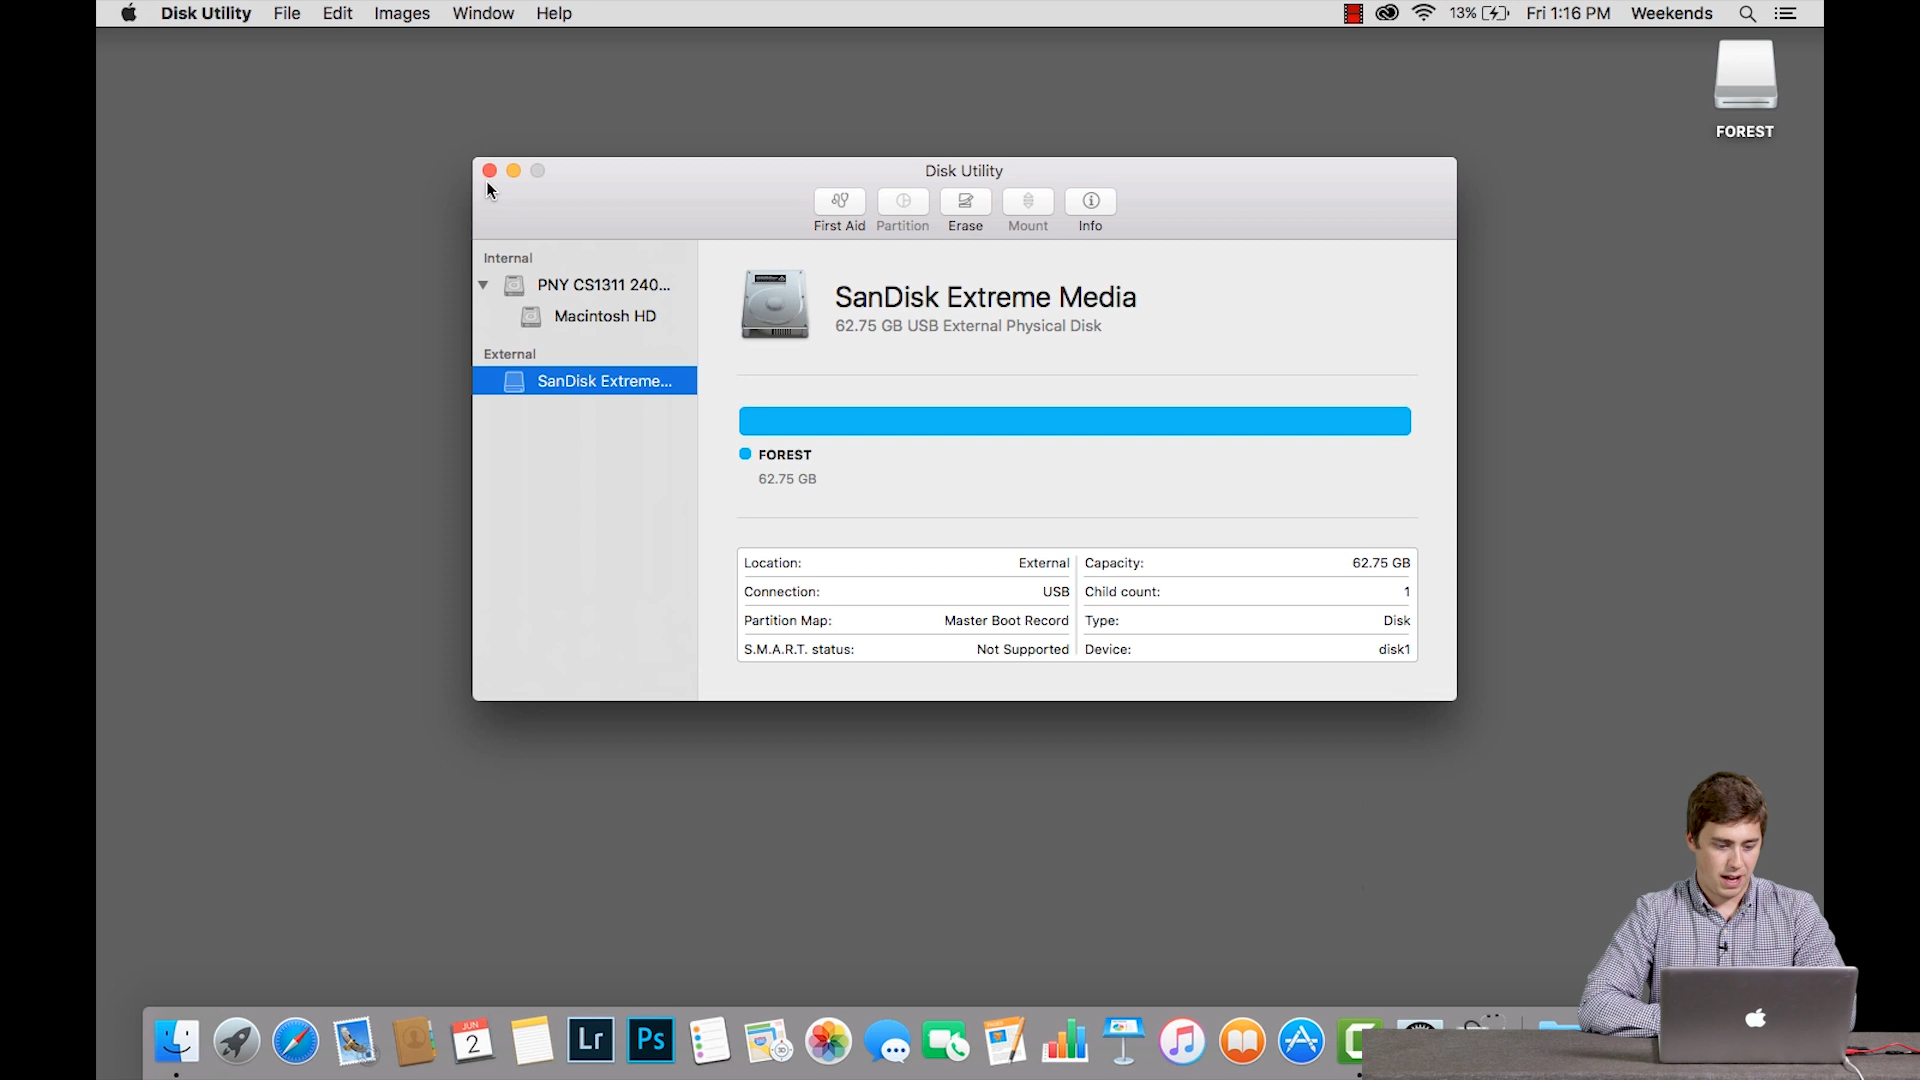 Disk Utility File Edit Images Window Help 13% Fri 1:16 PM Weekends
FOREST
Disk Utility
First Aid Partition Erase Mount Info
Internal
PNY CS1311 240...
Macintosh HD
External
SanDisk Extreme...
SanDisk Extreme Media
62.75 GB USB External Physical Disk
FOREST
62.75 GB
Location: External Capacity: 62.75 GB
Connection: USB Child count: 1
Partition Map: Master Boot Record Type: Disk
S.M.A.R.T. status: Not Supported Device: disk1
JUN
2
Lr Ps